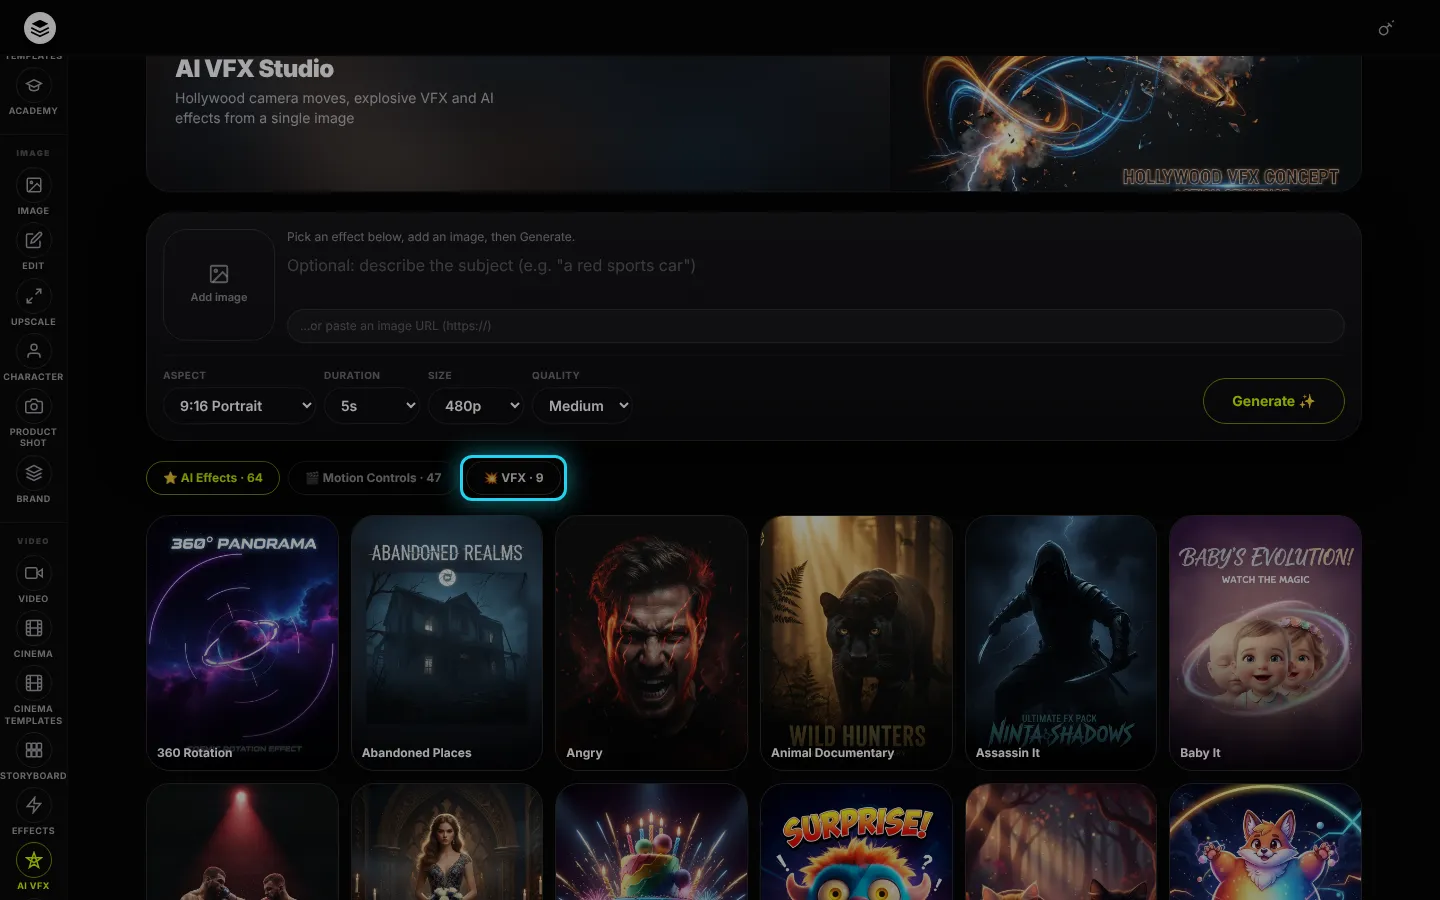 TEMPLATES
AI VFX Studio
Hollywood camera moves, explosive VFX and AI
effects from a single image
HOLLYWOOD VFX CONCEPT
ACADEMY
IMAGE
IMAGE
EDIT
UPSCALE
CHARACTER
PRODUCT
SHOT
BRAND
VIDEO
VIDEO
CINEMA
CINEMA
TEMPLATES
STORYBOARD
EFFECTS
AI VFX
Pick an effect below, add an image, then Generate.
Optional: describe the subject (e.g. "a red sports car")
Add image
...or paste an image URL (https://)
ASPECT DURATION SIZE QUALITY
9:16 Portrait 5s 480p Medium
Generate ✨
⭐ AI Effects · 64 🎬 Motion Controls · 47 💥 VFX · 9
360° PANORAMA
ROTATION EFFECT
360 Rotation
ABANDONED REALMS
Abandoned Places
Angry
WILD HUNTERS
Animal Documentary
ULTIMATE FX PACK
NINJA SHADOWS
Assassin It
BABY'S EVOLUTION!
WATCH THE MAGIC
Baby It
SURPRISE!